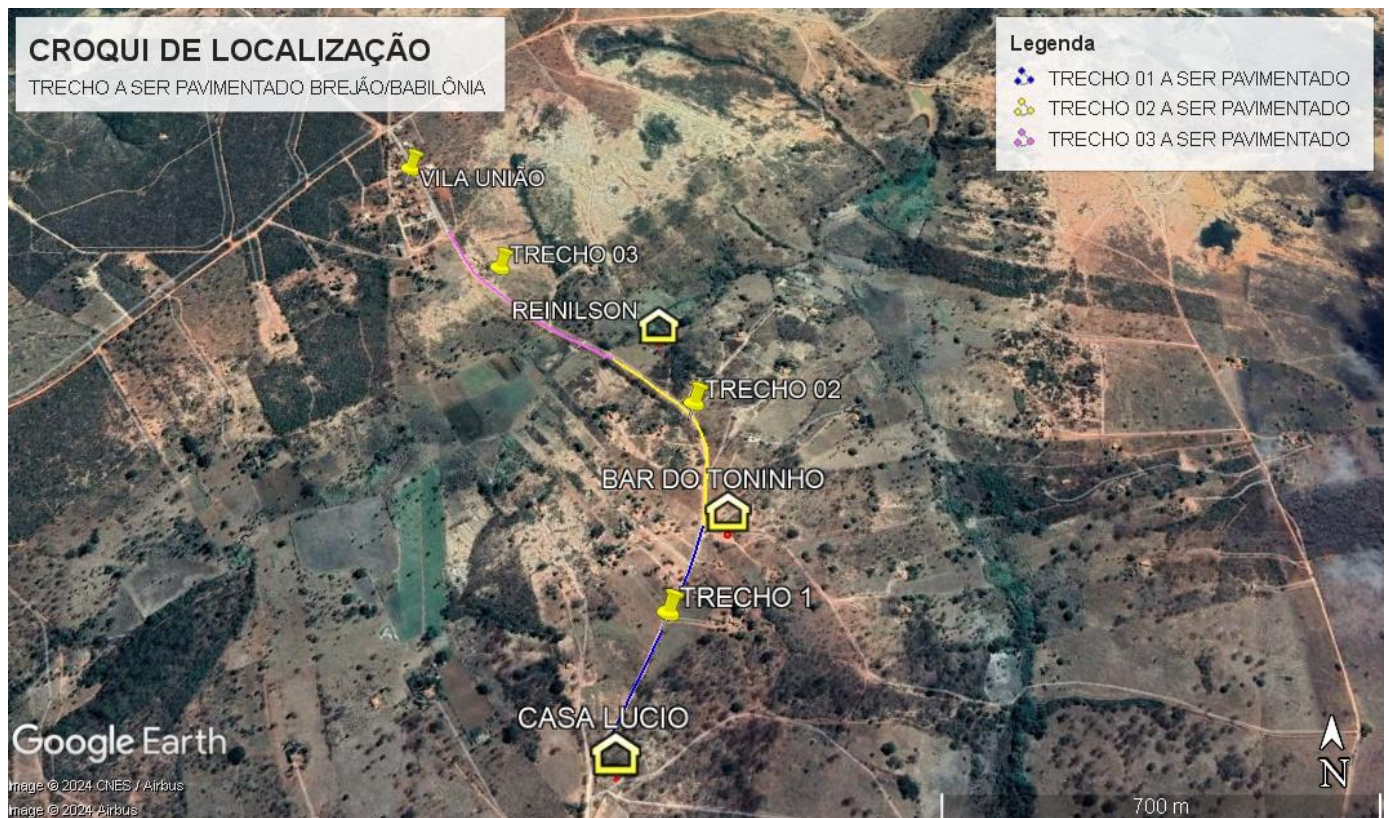 CROQUI DE LOCALIZAÇÃO
TRECHO A SER PAVIMENTADO BREJÃO/BABILÔNIA
Legenda
TRECHO 01 A SER PAVIMENTADO
TRECHO 02 A SER PAVIMENTADO
TRECHO 03 A SER PAVIMENTADO
VILA UNIÃO
TRECHO 03
REINILSON
TRECHO 02
BAR DO TONINHO
TRECHO 1
CASA LUCIO
Google Earth
mage © 2024 CNES / Airbus
mage © 2024 Airbus
N
700 m